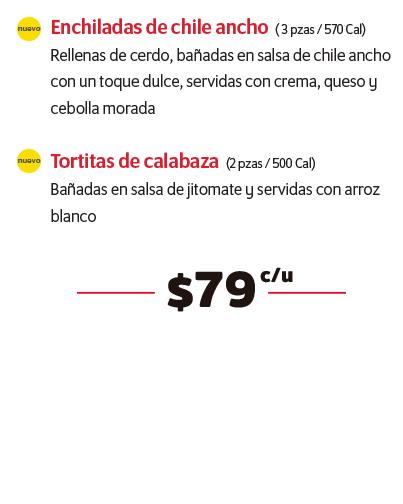 nuevo Enchiladas de chile ancho (3 pzas / 570 Cal)
Rellenas de cerdo, bañadas en salsa de chile ancho
con un toque dulce, servidas con crema, queso y
cebolla morada
nuevo Tortitas de calabaza (2 pzas / 500 Cal)
Bañadas en salsa de jitomate y servidas con arroz
blanco
$79 c/u